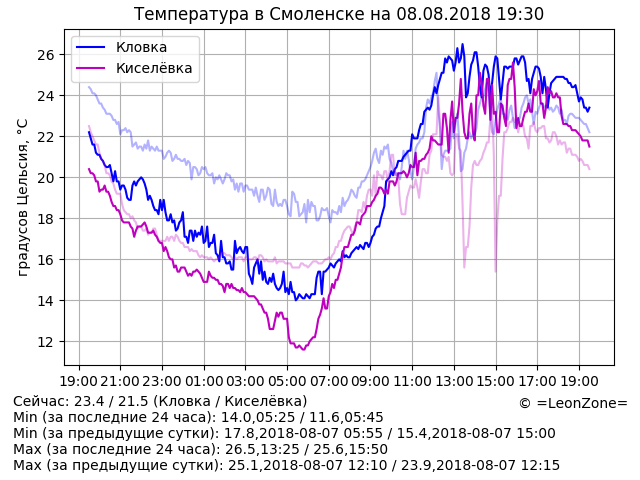 Температура в Смоленске на 08.08.2018 19:30
градусов Цельсия, °C
Кловка
Киселёвка
26
24
22
20
18
16
14
12
19:00 21:00 23:00 01:00 03:00 05:00 07:00 09:00 11:00 13:00 15:00 17:00 19:00
Сейчас: 23.4 / 21.5 (Кловка / Киселёвка)
© =LeonZone=
Min (за последние 24 часа): 14.0,05:25 / 11.6,05:45
Min (за предыдущие сутки): 17.8,2018-08-07 05:55 / 15.4,2018-08-07 15:00
Max (за последние 24 часа): 26.5,13:25 / 25.6,15:50
Max (за предыдущие сутки): 25.1,2018-08-07 12:10 / 23.9,2018-08-07 12:15